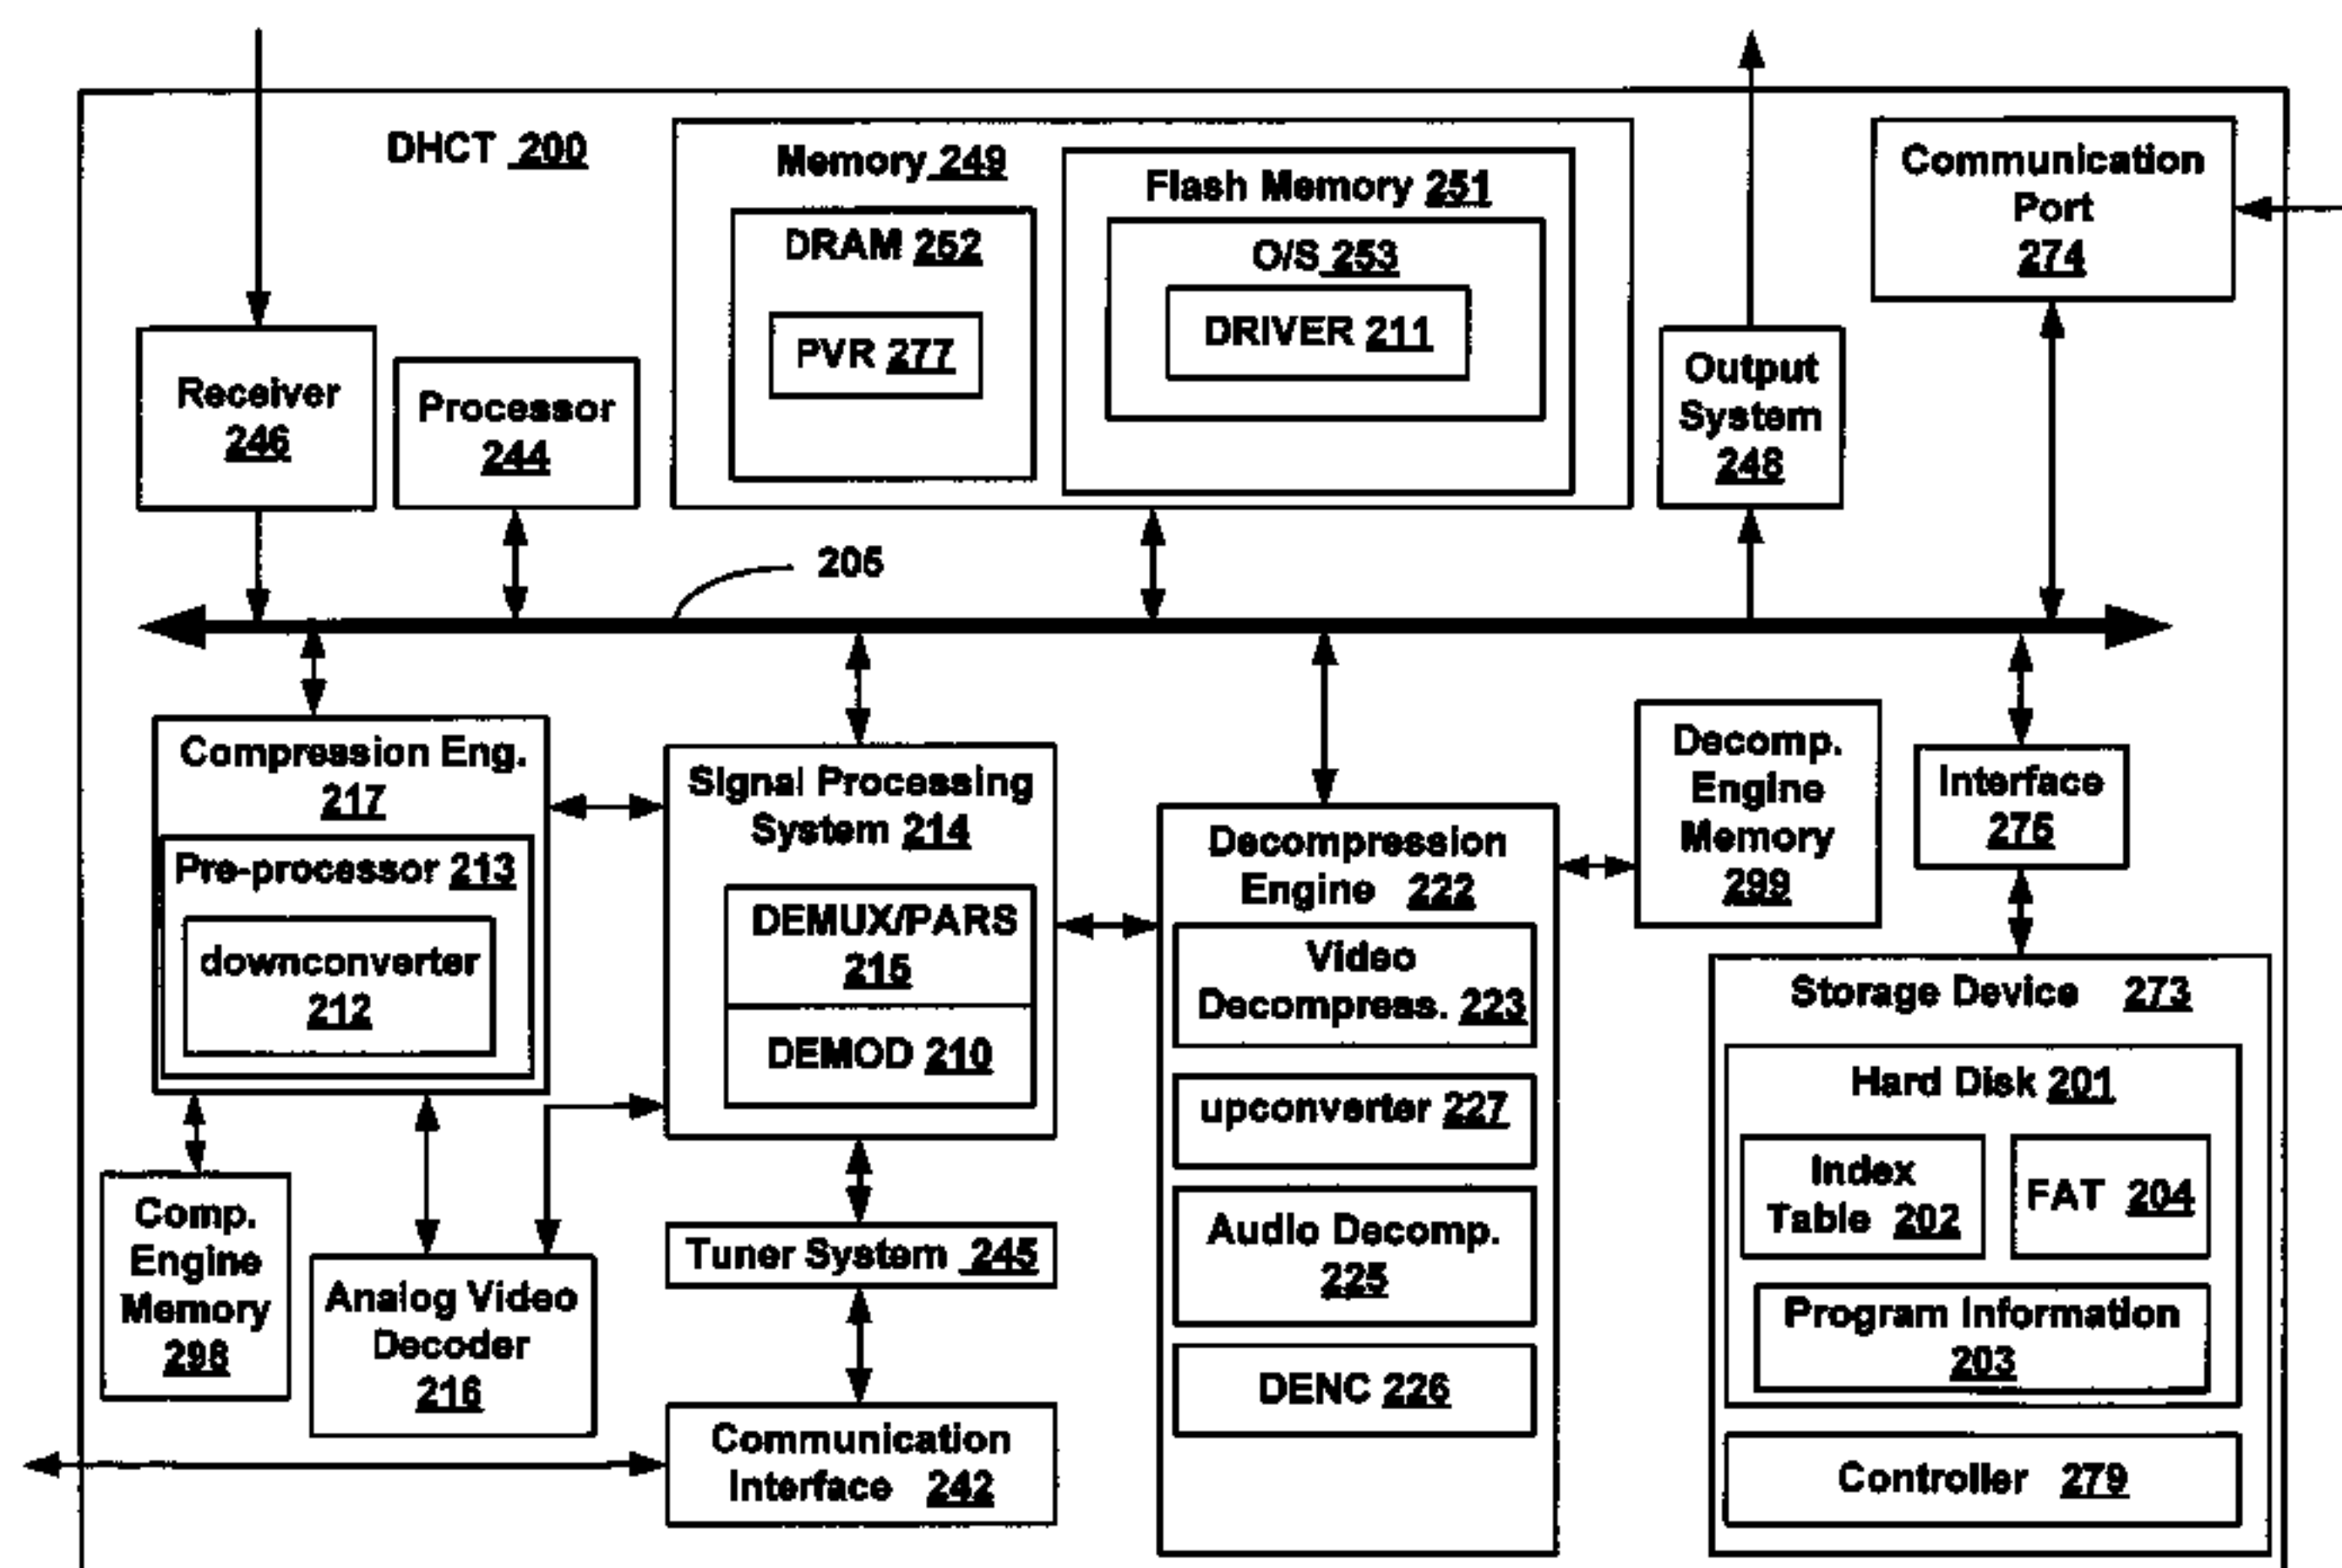 DHCT 200
Memory 249
DRAM 252
PVR 277
Flash Memory 251
O/S 253
DRIVER 211
Communication
Port
274
Receiver
246
Processor
244
Output
System
248
205
Compression Eng.
217
Pre-processor 213
downconverter
212
Signal Processing
System 214
DEMUX/PARS
215
DEMOD 210
Decompression
Engine 222
Video
Decompress. 223
upconverter 227
Audio Decomp.
225
DENC 226
Decomp.
Engine
Memory
299
Interface
275
Storage Device 273
Hard Disk 201
Index
Table 202
FAT 204
Program Information
203
Controller 279
Comp.
Engine
Memory
298
Analog Video
Decoder
216
Tuner System 245
Communication
Interface 242